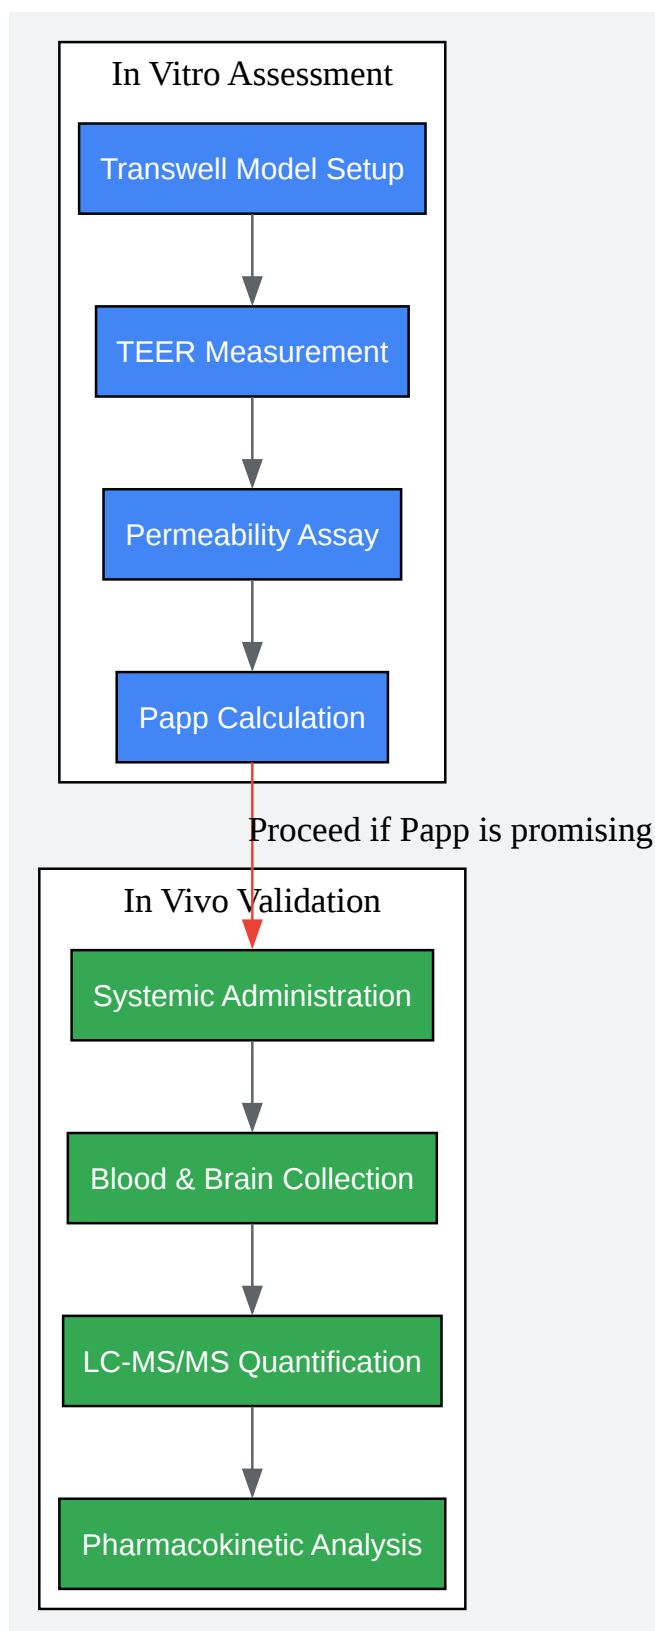 In Vitro Assessment
Transwell Model Setup
TEER Measurement
Permeability Assay
Papp Calculation
Proceed if Papp is promising
In Vivo Validation
Systemic Administration
Blood & Brain Collection
LC-MS/MS Quantification
Pharmacokinetic Analysis